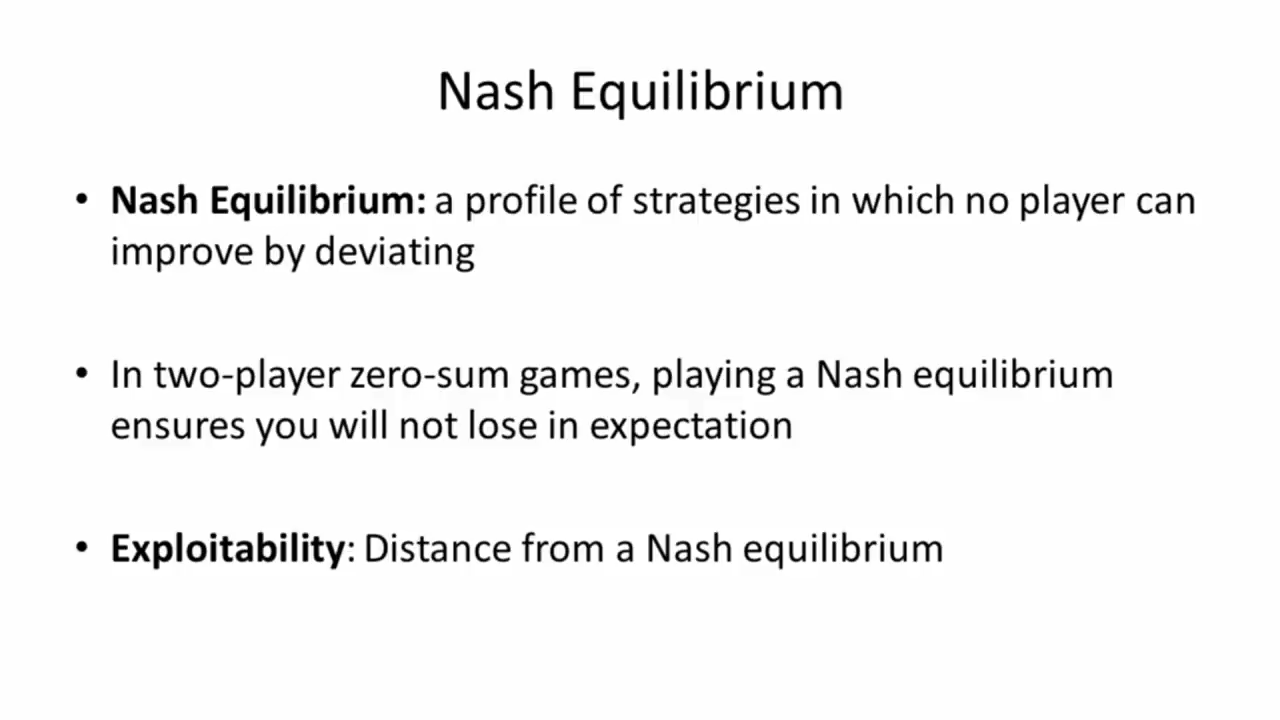 Nash Equilibrium
• Nash Equilibrium: a profile of strategies in which no player can
improve by deviating
• In two-player zero-sum games, playing a Nash equilibrium
ensures you will not lose in expectation
• Exploitability: Distance from a Nash equilibrium